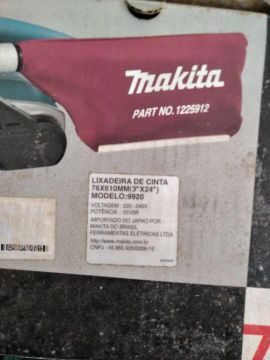 makita
PART NO. 1225912
LIXADEIRA DE CINTA
76X610MM(3"X24")
MODELO:9920
VOLTAGEM : 220-240V
POTÊNCIA : 1010W
IMPORTADO DO JAPÃO POR
MAKITA DO BRASIL
FERRAMENTAS ELÉTRICAS LTDA
www.makita.com.br
CNPJ : 45.865.920/0006-15